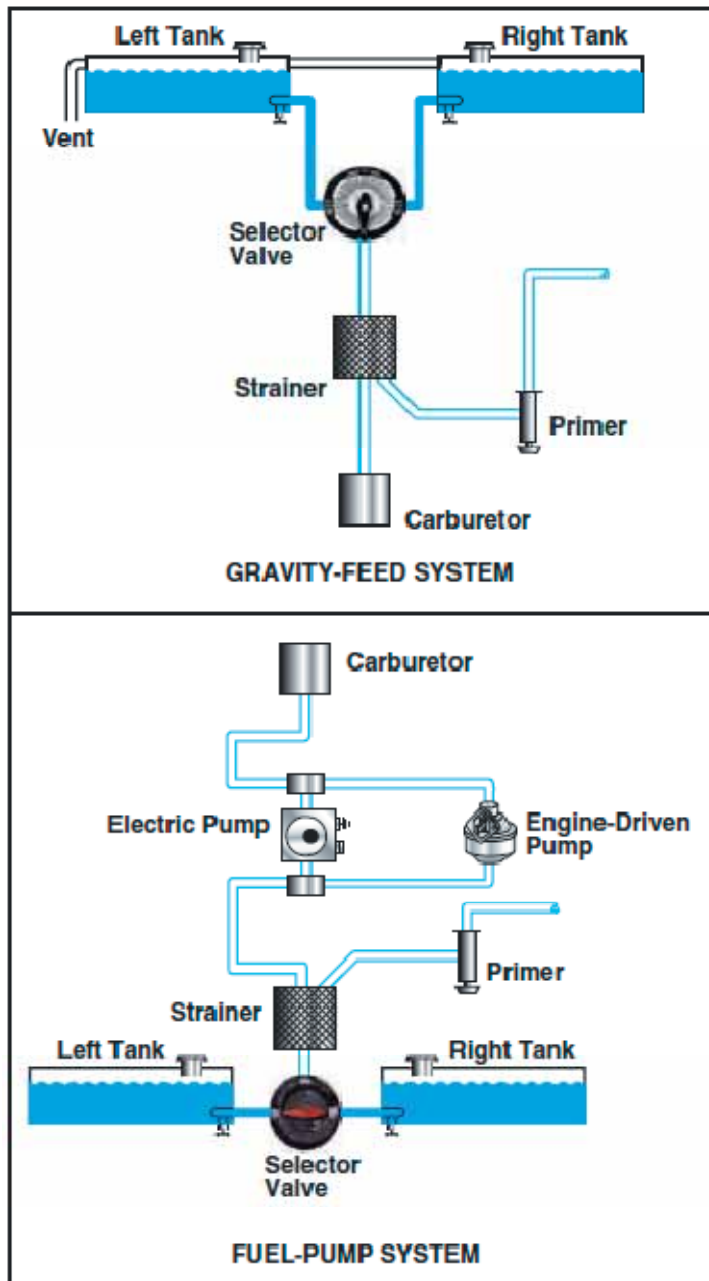 Left Tank
Right Tank
Vent
Selector
Valve
Strainer
Primer
Carburetor
GRAVITY-FEED SYSTEM
Carburetor
Electric Pump
Engine-Driven
Pump
Primer
Strainer
Left Tank
Right Tank
Selector
Valve
FUEL-PUMP SYSTEM